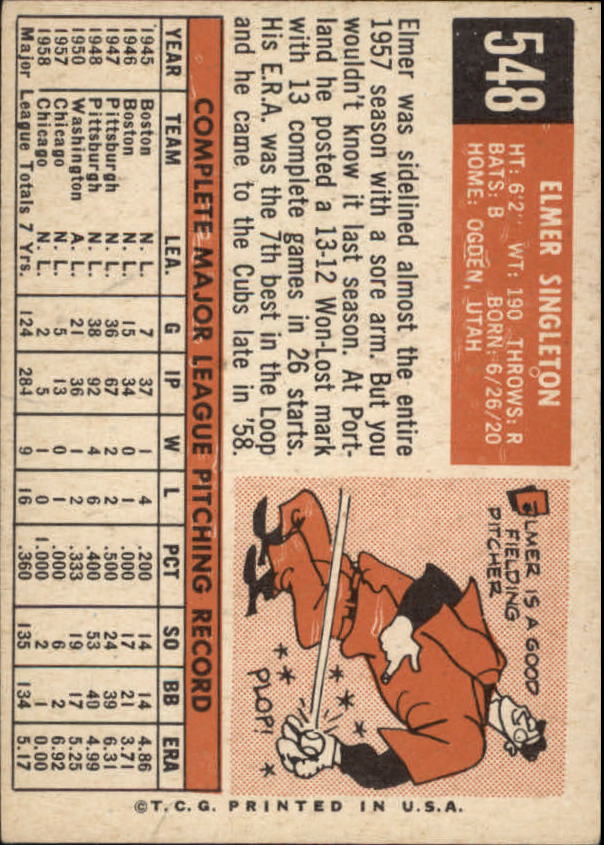 548
ELMER SINGLETON
HT: 6'2" WT: 190 THROWS: R
BATS: B BORN: 6/26/20
HOME: OGDEN, UTAH
Elmer was sidelined almost the entire
1957 season with a sore arm. But you
wouldn't know it last season. At Port-
land he posted a 13-12 Won-Lost mark
with 13 complete games in 26 starts.
His E.R.A. was the 7th best in the Loop
and he came to the Cubs late in '58.
ELMER IS A GOOD
FIELDING
PITCHER
PLOP!
COMPLETE MAJOR LEAGUE PITCHING RECORD
YEAR TEAM LEA. G IP W L PCT SO BB ERA
1945 Boston N. L. 7 37 1 4 .200 14 14 4.86
1946 Boston N. L. 15 34 0 1 .000 17 21 3.71
1947 Pittsburgh N. L. 36 67 2 2 .500 24 39 6.31
1948 Pittsburgh N. L. 38 92 4 6 .400 53 40 4.99
1950 Washington A. L. 21 36 1 2 .333 19 17 5.25
1957 Chicago N. L. 5 13 0 1 .000 6 2 6.92
1958 Chicago N. L. 2 5 1 0 1.000 2 1 0.00
Major League Totals 7 Yrs. 124 284 9 16 .360 135 134 5.17
©T.C.G. PRINTED IN U.S.A.